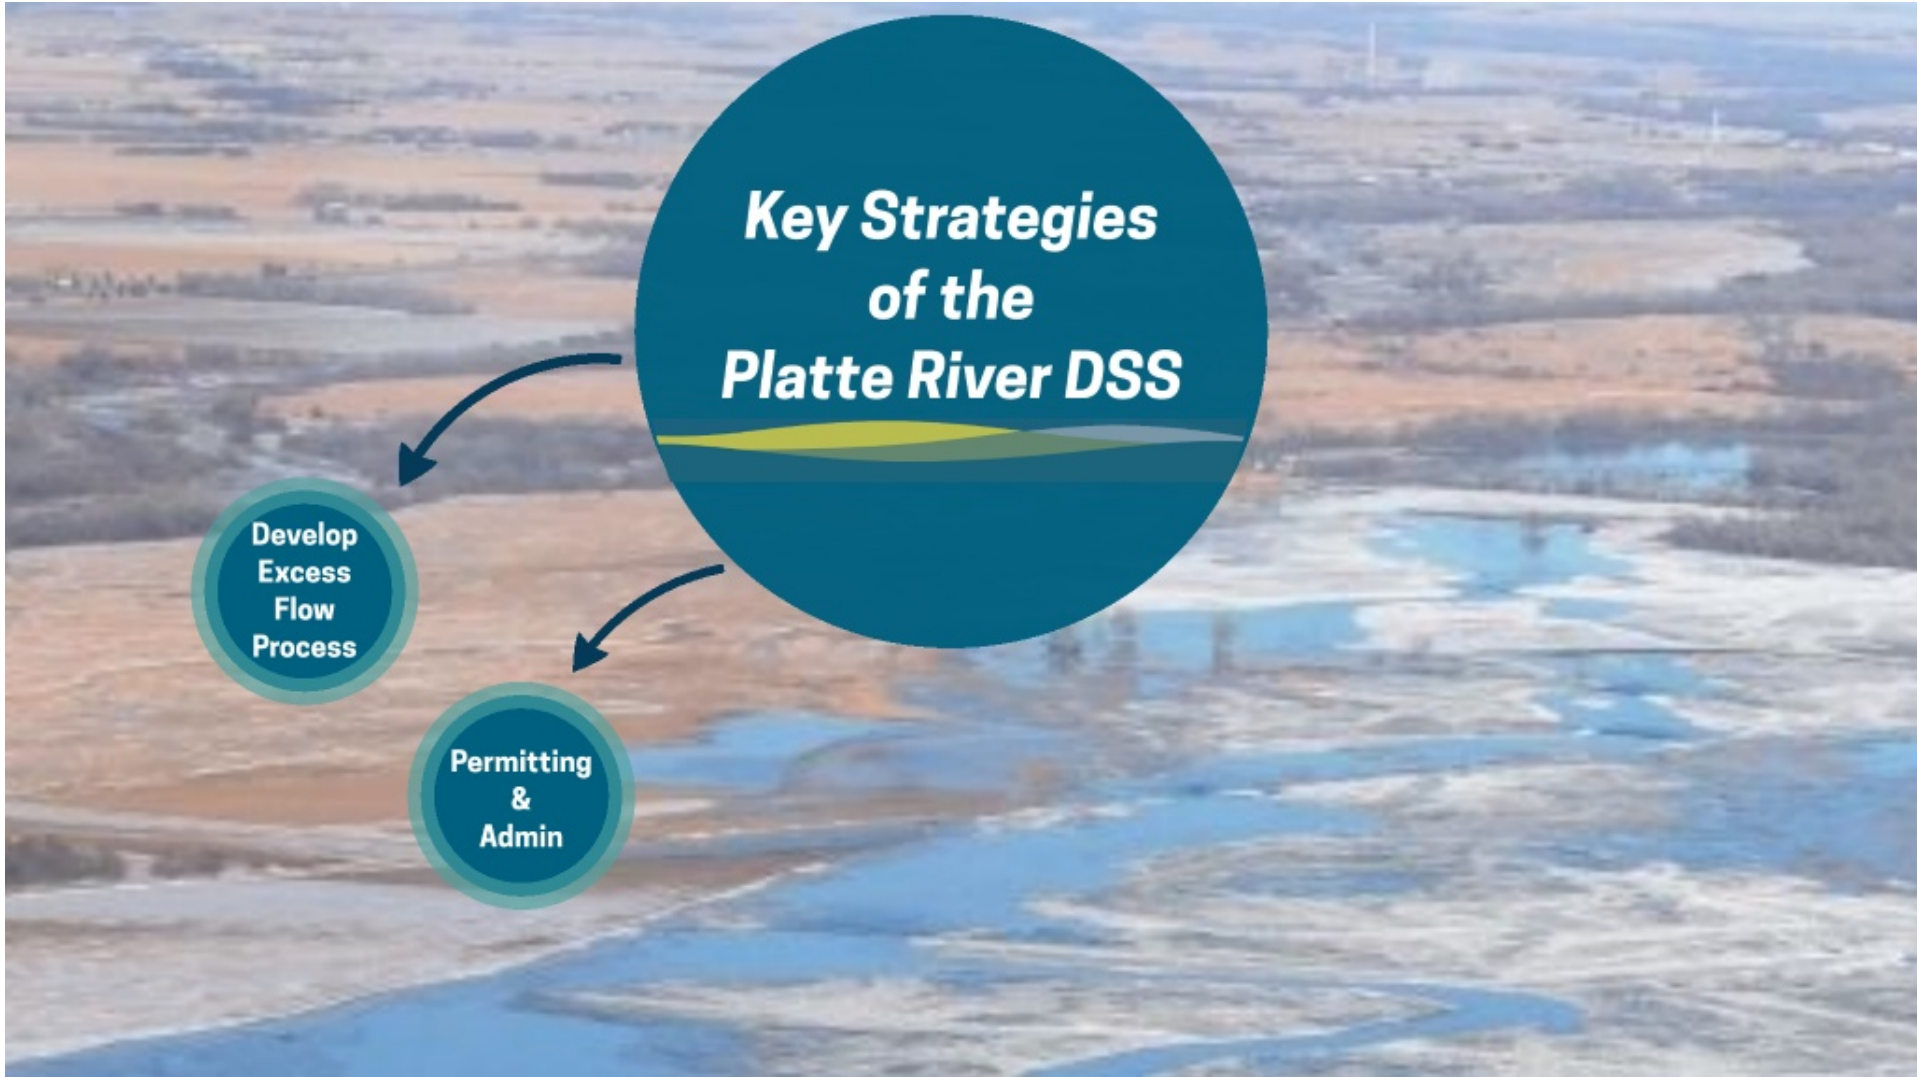 Key Strategies
of the
Platte River DSS
Develop
Excess
Flow
Process
Permitting
&
Admin